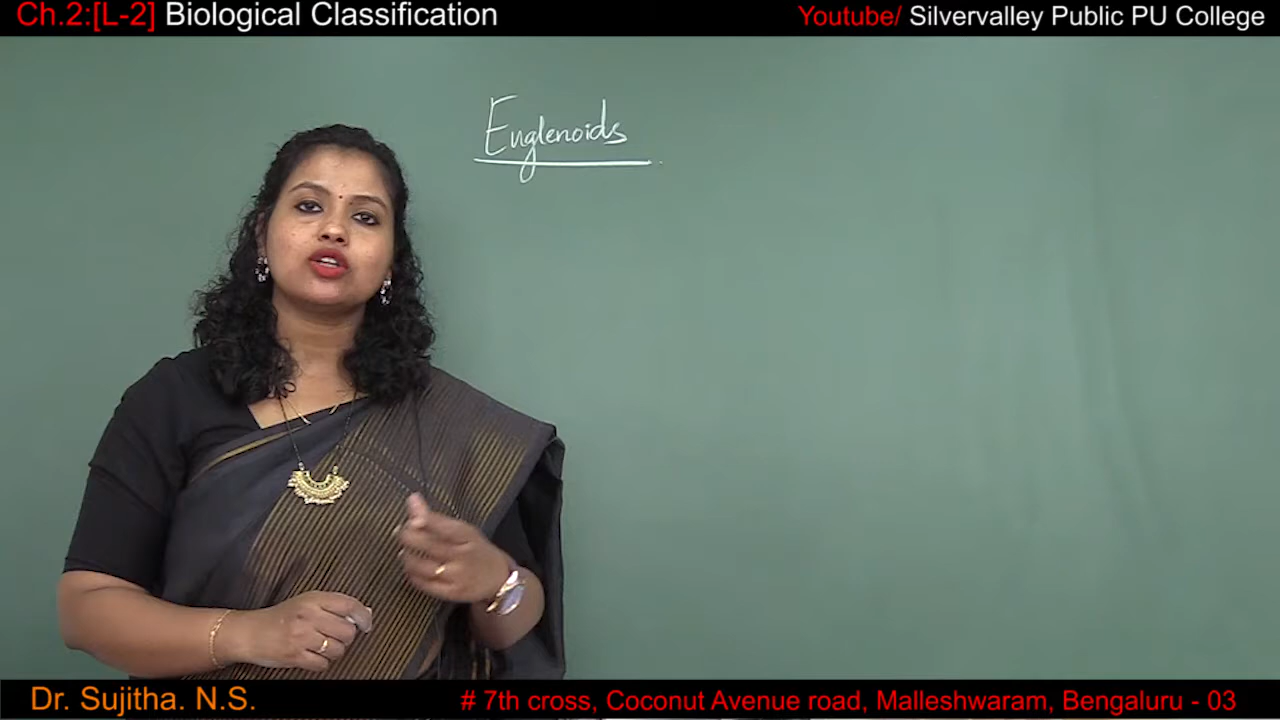 Ch.2:[L-2] Biological Classification
Youtube/ Silvervalley Public PU College
Euglenoids
Dr. Sujitha. N.S.
# 7th cross, Coconut Avenue road, Malleshwaram, Bengaluru - 03